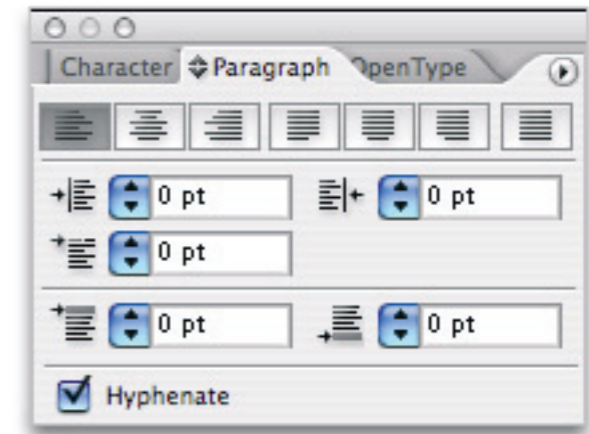 Character Paragraph OpenType
0 pt 0 pt
0 pt
0 pt 0 pt
Hyphenate